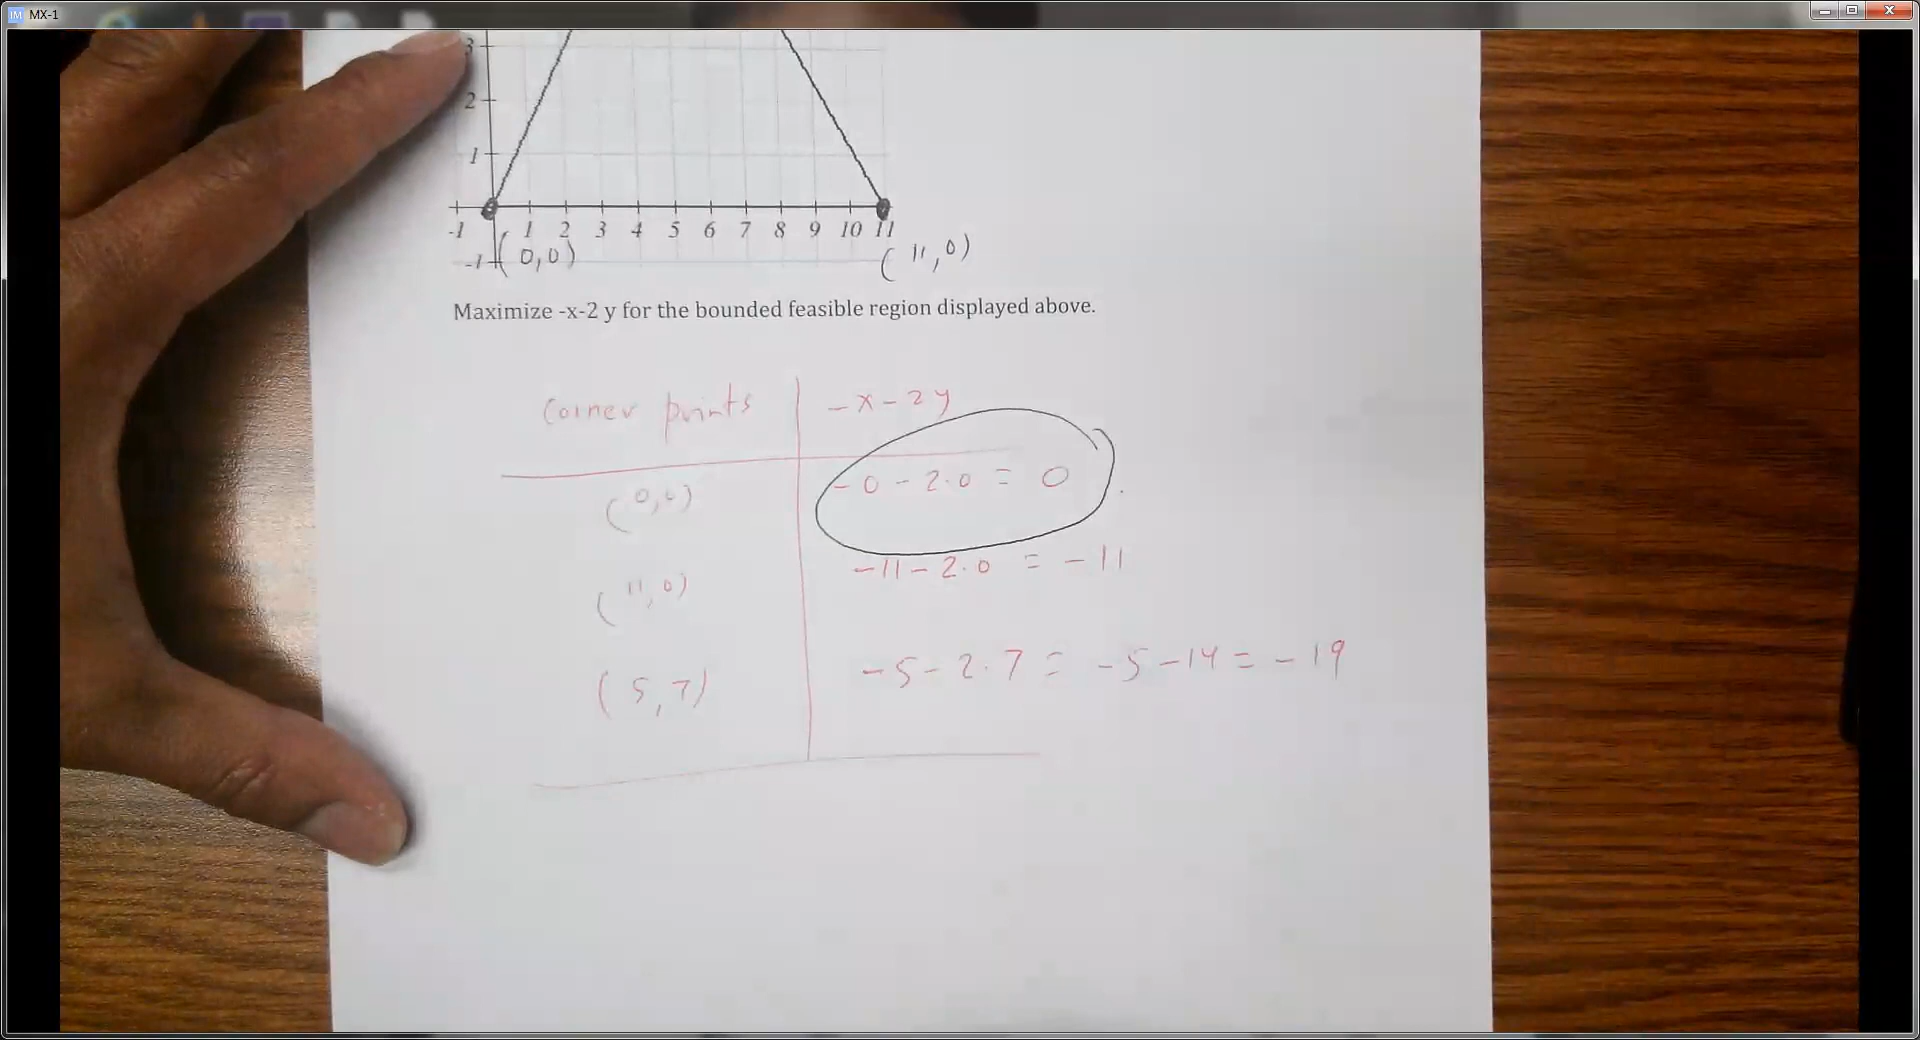 MX-1
3
2
1
-1 1 2 3 4 5 6 7 8 9 10 11
-1 (0,0) (11,0)
Maximize -x-2 y for the bounded feasible region displayed above.
Corner points -x-2y
(0,0) -0-2·0 = 0
(11,0) -11-2·0 = -11
(5,7) -5-2·7 = -5-14 = -19